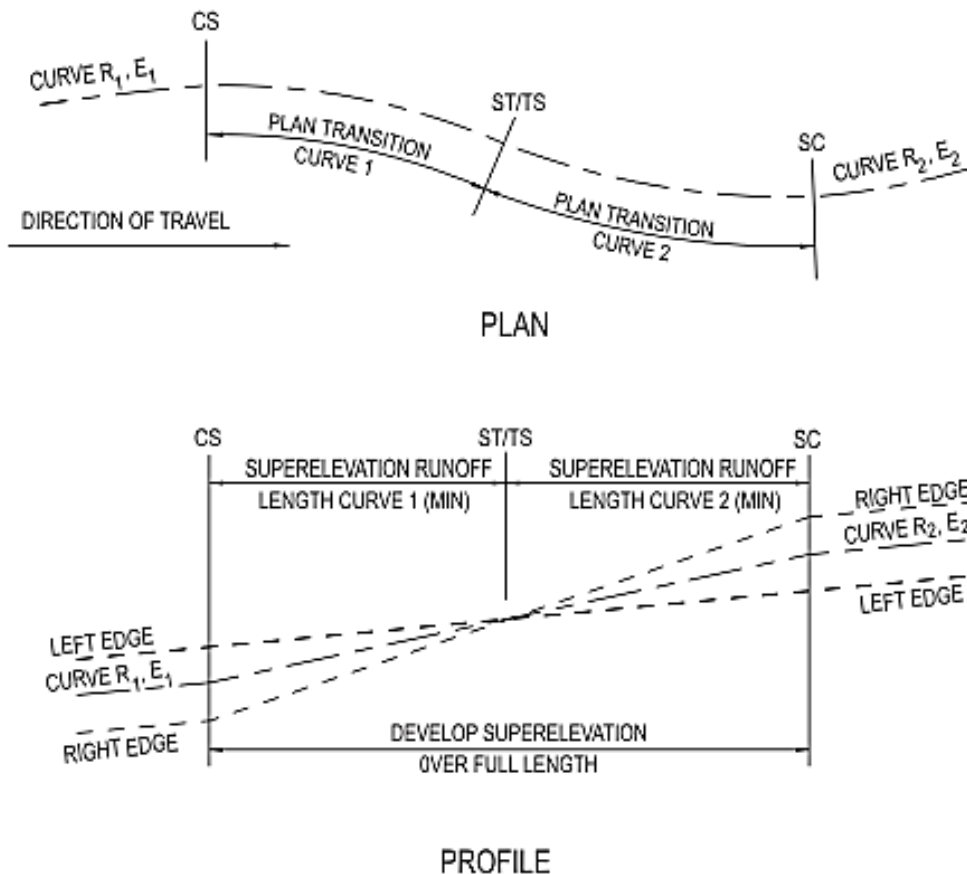 CS
CURVE R1, E1
ST/TS
PLAN TRANSITION
CURVE 1
SC
CURVE R2, E2
DIRECTION OF TRAVEL
PLAN TRANSITION
CURVE 2
PLAN
CS
ST/TS
SC
SUPERELEVATION RUNOFF
LENGTH CURVE 1 (MIN)
SUPERELEVATION RUNOFF
LENGTH CURVE 2 (MIN)
RIGHT EDGE
CURVE R2, E2
LEFT EDGE
LEFT EDGE
CURVE R1, E1
RIGHT EDGE
DEVELOP SUPERELEVATION
OVER FULL LENGTH
PROFILE